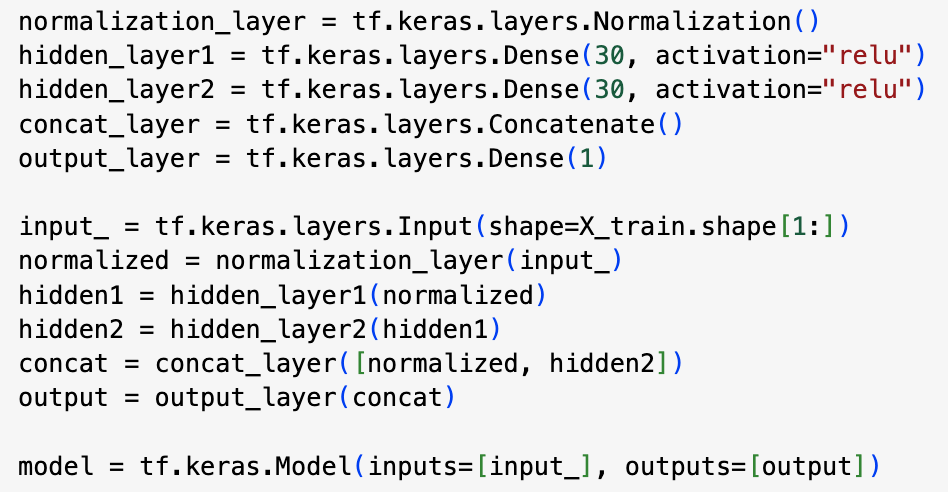 normalization_layer = tf.keras.layers.Normalization()
hidden_layer1 = tf.keras.layers.Dense(30, activation="relu")
hidden_layer2 = tf.keras.layers.Dense(30, activation="relu")
concat_layer = tf.keras.layers.Concatenate()
output_layer = tf.keras.layers.Dense(1)

input_ = tf.keras.layers.Input(shape=X_train.shape[1:])
normalized = normalization_layer(input_)
hidden1 = hidden_layer1(normalized)
hidden2 = hidden_layer2(hidden1)
concat = concat_layer([normalized, hidden2])
output = output_layer(concat)

model = tf.keras.Model(inputs=[input_], outputs=[output])